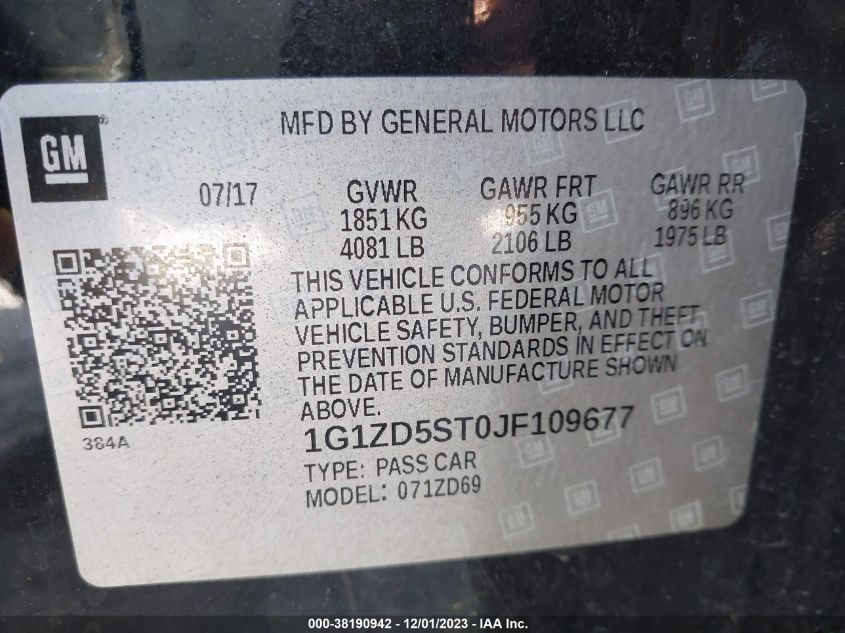 GM®
MFD BY GENERAL MOTORS LLC
07/17 GVWR GAWR FRT GAWR RR
1851 KG 955 KG 896 KG
4081 LB 2106 LB 1975 LB
THIS VEHICLE CONFORMS TO ALL
APPLICABLE U.S. FEDERAL MOTOR
VEHICLE SAFETY, BUMPER, AND THEFT
PREVENTION STANDARDS IN EFFECT ON
THE DATE OF MANUFACTURE SHOWN
ABOVE.
384A
1G1ZD5ST0JF109677
TYPE: PASS CAR
MODEL: 071ZD69
000-38190942 - 12/01/2023 - IAA Inc.